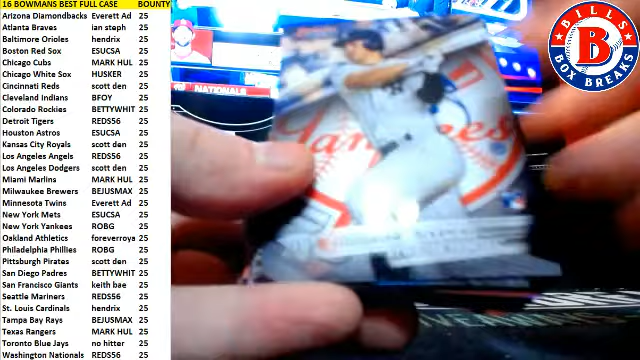 16 BOWMANS BEST FULL CASE BOUNTY
Arizona Diamondbacks Everett Ad 25
Atlanta Braves ian steph 25
Baltimore Orioles hendrix 25
Boston Red Sox ESUCSA 25
Chicago Cubs MARK HUL 25
Chicago White Sox HUSKER 25
Cincinnati Reds scott den 25
Cleveland Indians BFOY 25
Colorado Rockies BETTYWHIT 25
Detroit Tigers REDS56 25
Houston Astros ESUCSA 25
Kansas City Royals scott den 25
Los Angeles Angels REDS56 25
Los Angeles Dodgers scott den 25
Miami Marlins MARK HUL 25
Milwaukee Brewers BEJUSMAX 25
Minnesota Twins Everett Ad 25
New York Mets ESUCSA 25
New York Yankees ROBG 25
Oakland Athletics foreverroya 25
Philadelphia Phillies ROBG 25
Pittsburgh Pirates scott den 25
San Diego Padres BETTYWHIT 25
San Francisco Giants keith bae 25
Seattle Mariners REDS56 25
St. Louis Cardinals hendrix 25
Tampa Bay Rays BEJUSMAX 25
Texas Rangers MARK HUL 25
Toronto Blue Jays no hitter 25
Washington Nationals REDS56 25
NATIONALS
Yankees
BILLS
B
BOX BREAKS